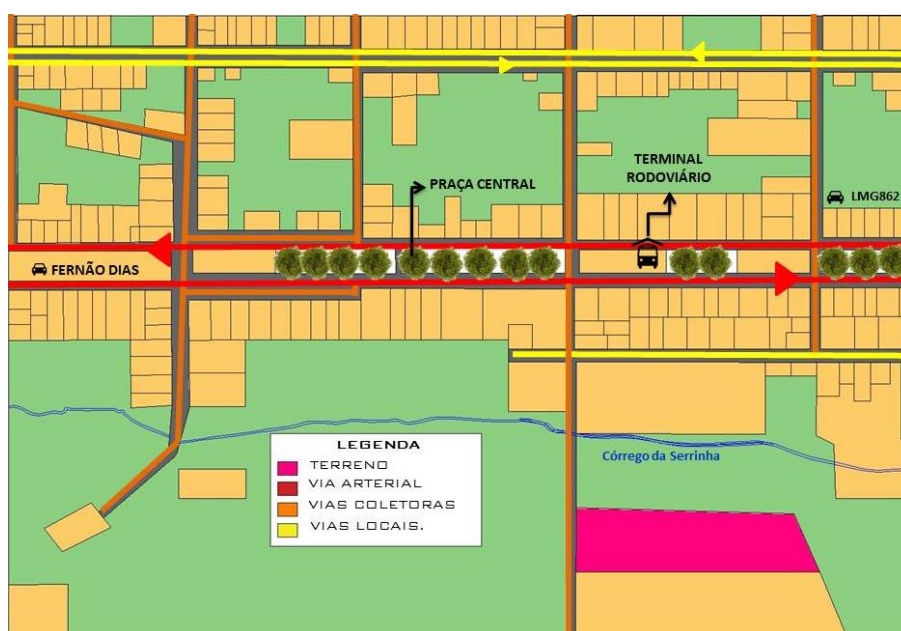 PRAÇA CENTRAL
TERMINAL
RODOVIÁRIO
LMG862
FERNÃO DIAS
Córrego da Serrinha
LEGENDA
TERRENO
VIA ARTERIAL
VIAS COLETORAS
VIAS LOCAIS.